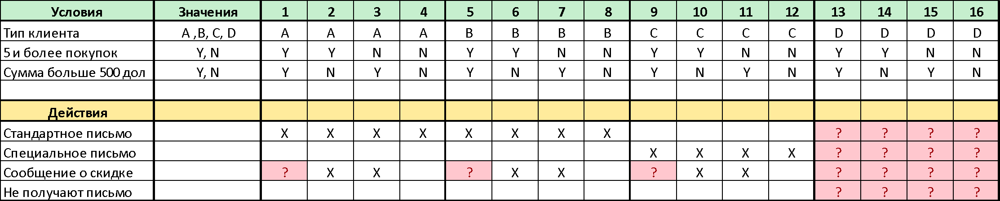 Условия Значения 1 2 3 4 5 6 7 8 9 10 11 12 13 14 15 16
Тип клиента A ,B, C, D A A A A B B B B C C C C D D D D
5 и более покупок Y, N Y Y N N Y Y N N Y Y N N Y Y N N
Сумма больше 500 дол Y, N Y N Y N Y N Y N Y N Y N Y N Y N
Действия
Стандартное письмо X X X X X X X X ? ? ? ?
Специальное письмо X X X X ? ? ? ?
Сообщение о скидке ? X X ? X X ? X X ? ? ? ?
Не получают письмо ? ? ? ?